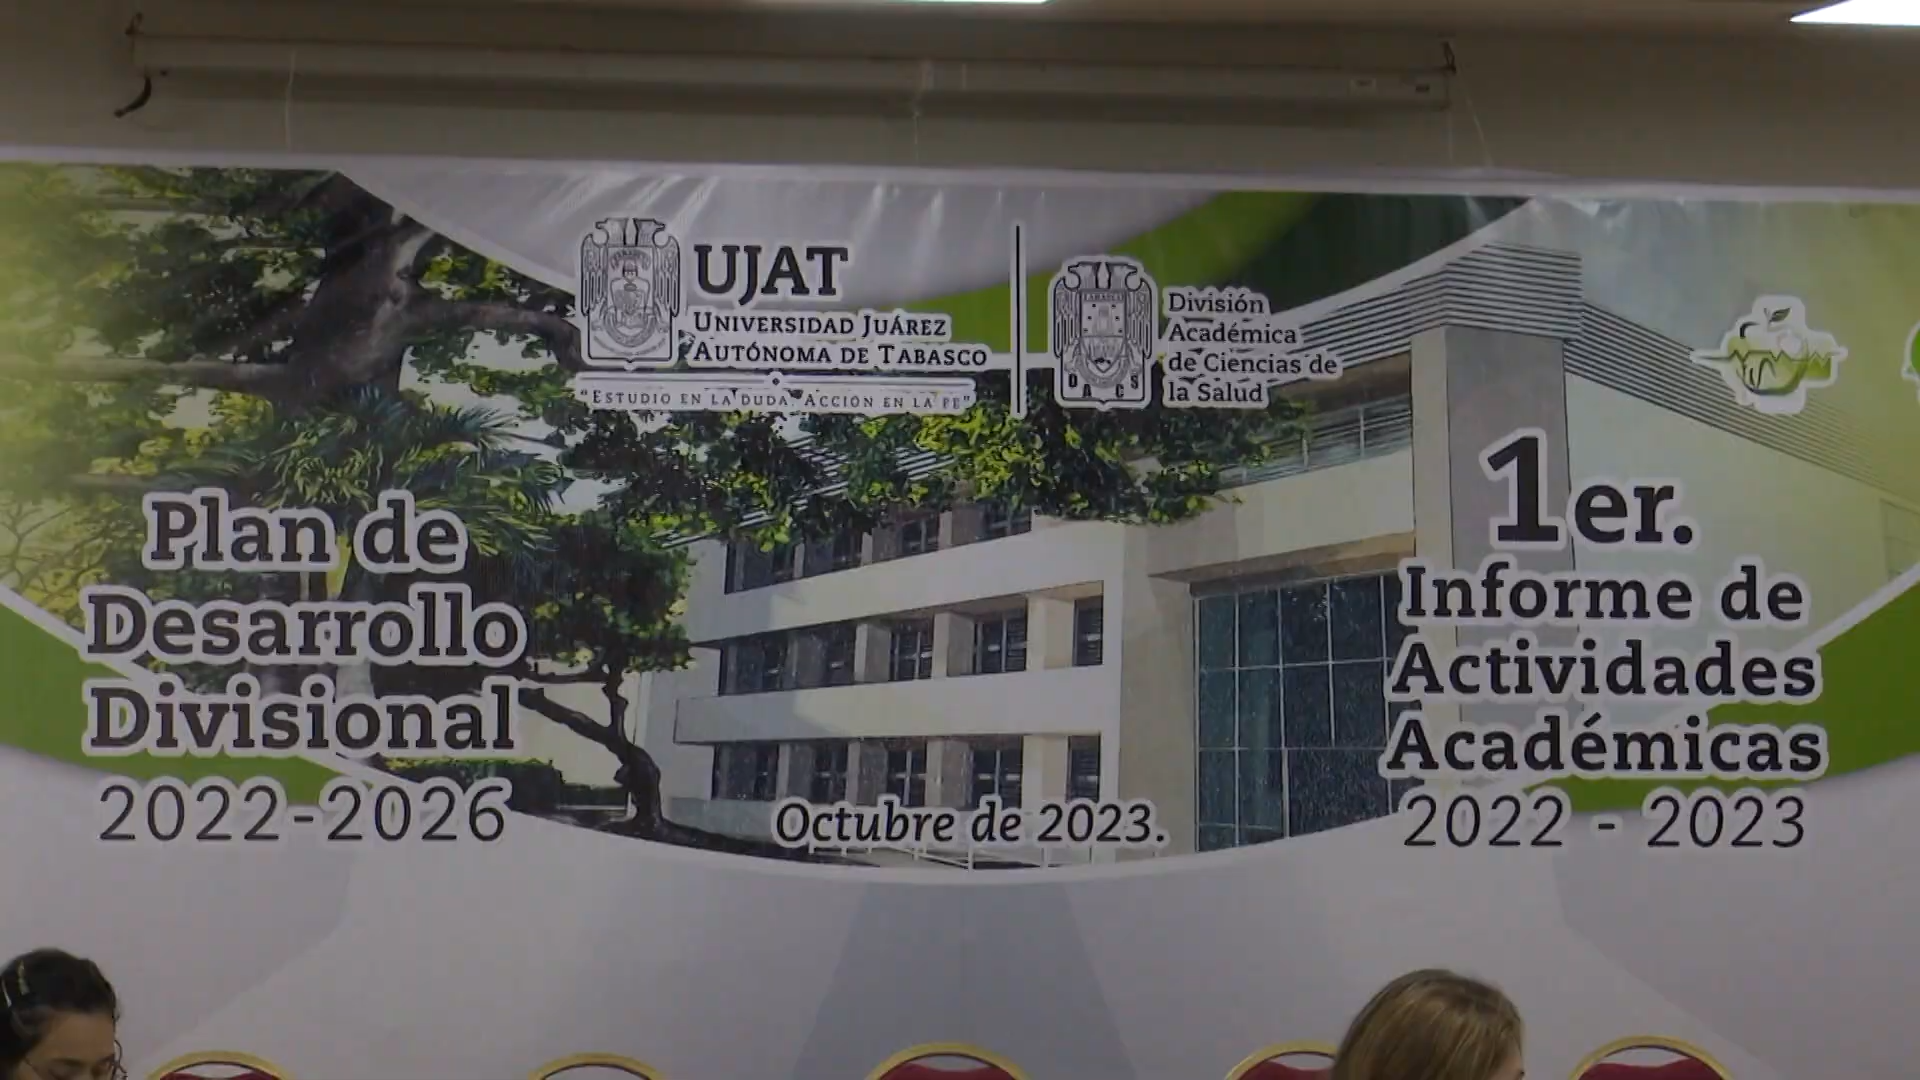 UJAT
UNIVERSIDAD JUÁREZ
AUTÓNOMA DE TABASCO
"ESTUDIO EN LA DUDA. ACCIÓN EN LA FE"
TABASCO
D A C S
División
Académica
de Ciencias de
la Salud
Plan de
Desarrollo
Divisional
2022-2026
Octubre de 2023.
1er.
Informe de
Actividades
Académicas
2022 - 2023